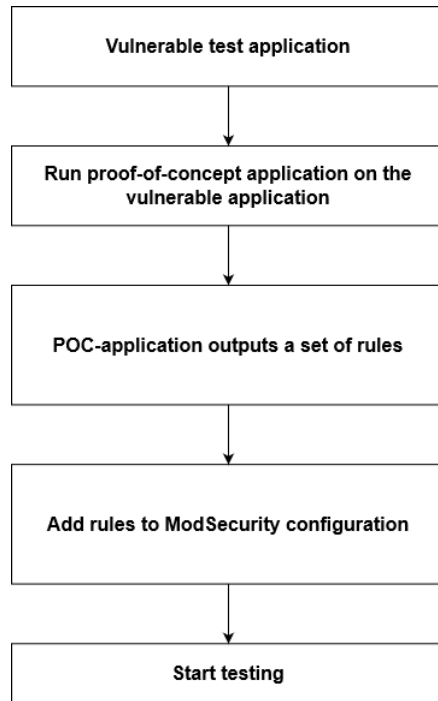 Vulnerable test application
Run proof-of-concept application on the
vulnerable application
POC-application outputs a set of rules
Add rules to ModSecurity configuration
Start testing